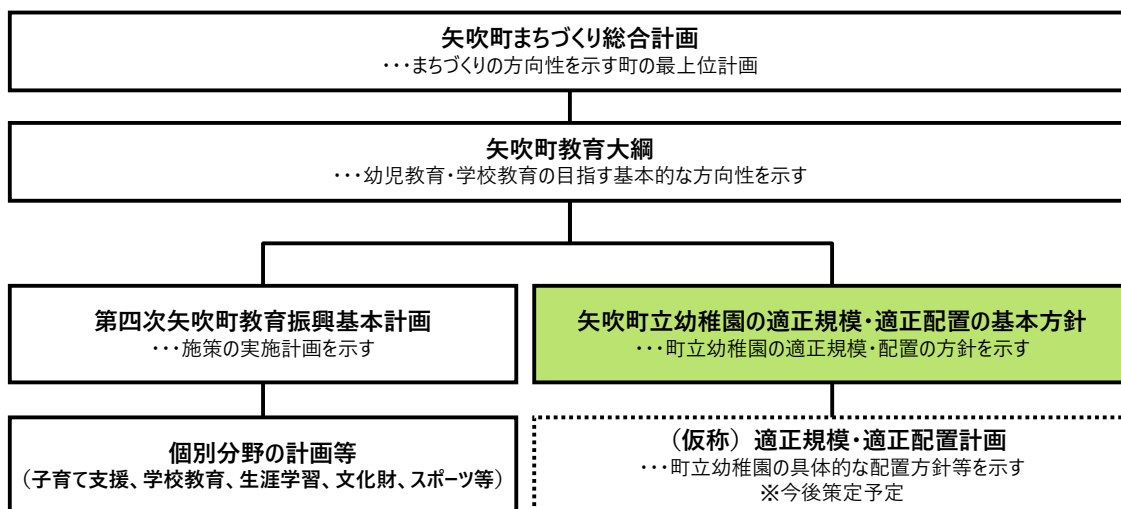 矢吹町まちづくり総合計画
・・・まちづくりの方向性を示す町の最上位計画
矢吹町教育大綱
・・・幼児教育・学校教育の目指す基本的な方向性を示す
第四次矢吹町教育振興基本計画
・・・施策の実施計画を示す
矢吹町立幼稚園の適正規模・適正配置の基本方針
・・・町立幼稚園の適正規模・配置の方針を示す
個別分野の計画等
（子育て支援、学校教育、生涯学習、文化財、スポーツ等）
（仮称）適正規模・適正配置計画
・・・町立幼稚園の具体的な配置方針等を示す
※今後策定予定